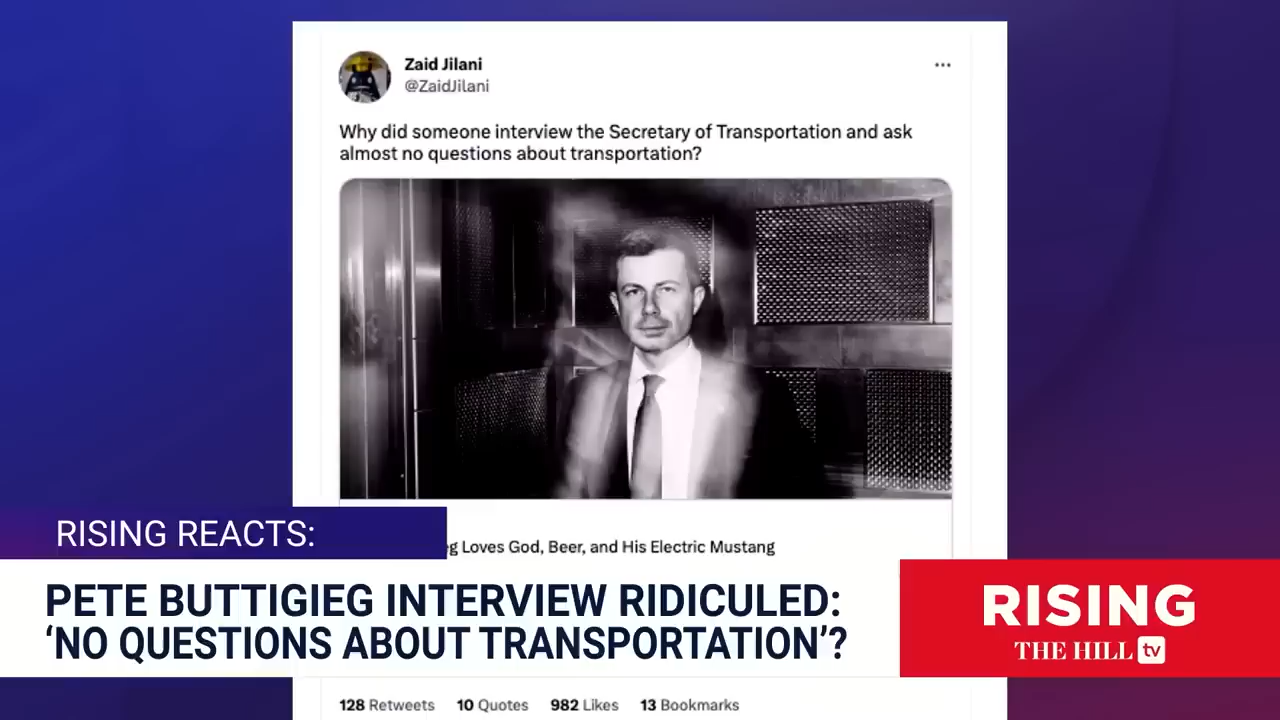 Zaid Jilani
@ZaidJilani
Why did someone interview the Secretary of Transportation and ask
almost no questions about transportation?
RISING REACTS:
Loves God, Beer, and His Electric Mustang
PETE BUTTIGIEG INTERVIEW RIDICULED:
‘NO QUESTIONS ABOUT TRANSPORTATION’?
RISING
THE HILL tv
128 Retweets 10 Quotes 982 Likes 13 Bookmarks